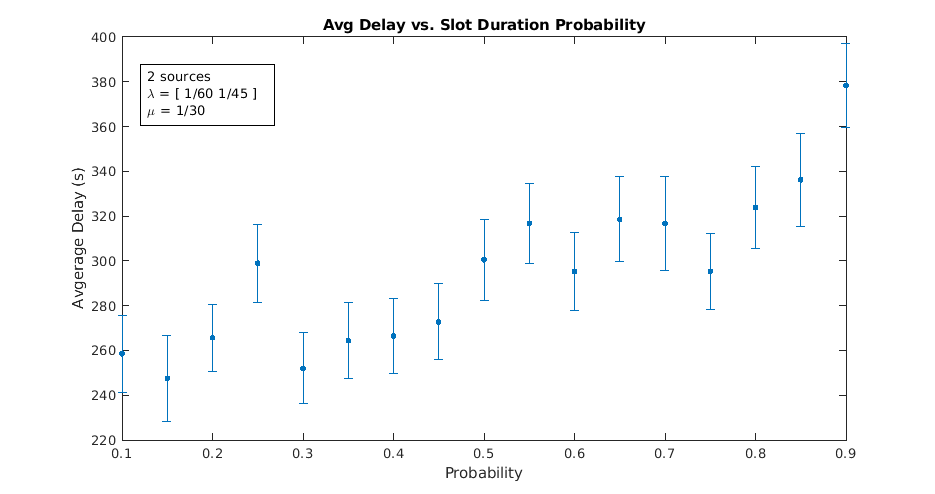 Avg Delay vs. Slot Duration Probability
400
380
360
340
320
300
280
260
240
220
2 sources
λ = [ 1/60 1/45 ]
μ = 1/30
Avgerage Delay (s)
0.1 0.2 0.3 0.4 0.5 0.6 0.7 0.8 0.9
Probability